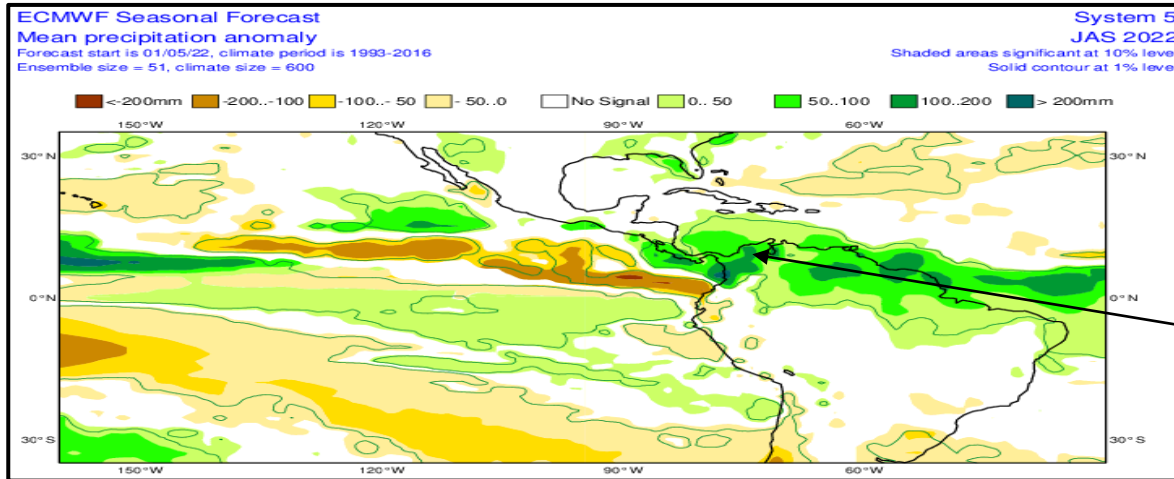 ECMWF Seasonal Forecast
System 5
Mean precipitation anomaly
JAS 2022
Forecast start is 01/05/22, climate period is 1993-2016
Shaded areas significant at 10% leve
Ensemble size = 51, climate size = 600
Solid contour at 1% leve
<-200mm -200..-100 -100..- 50 - 50..0 No Signal 0.. 50 50..100 100..200 > 200mm
150°W 120°W 90°W 60°W
30°N 30°N
0°N 0°N
30°S 30°S
150°W 120°W 90°W 60°W